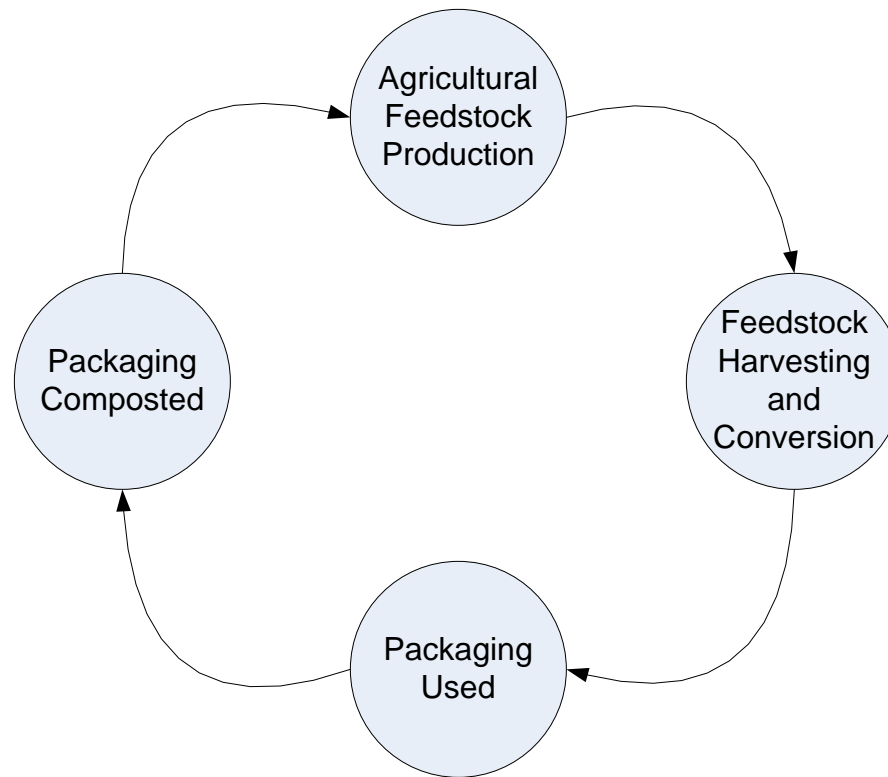 Agricultural
Feedstock
Production
Feedstock
Harvesting
and
Conversion
Packaging
Used
Packaging
Composted